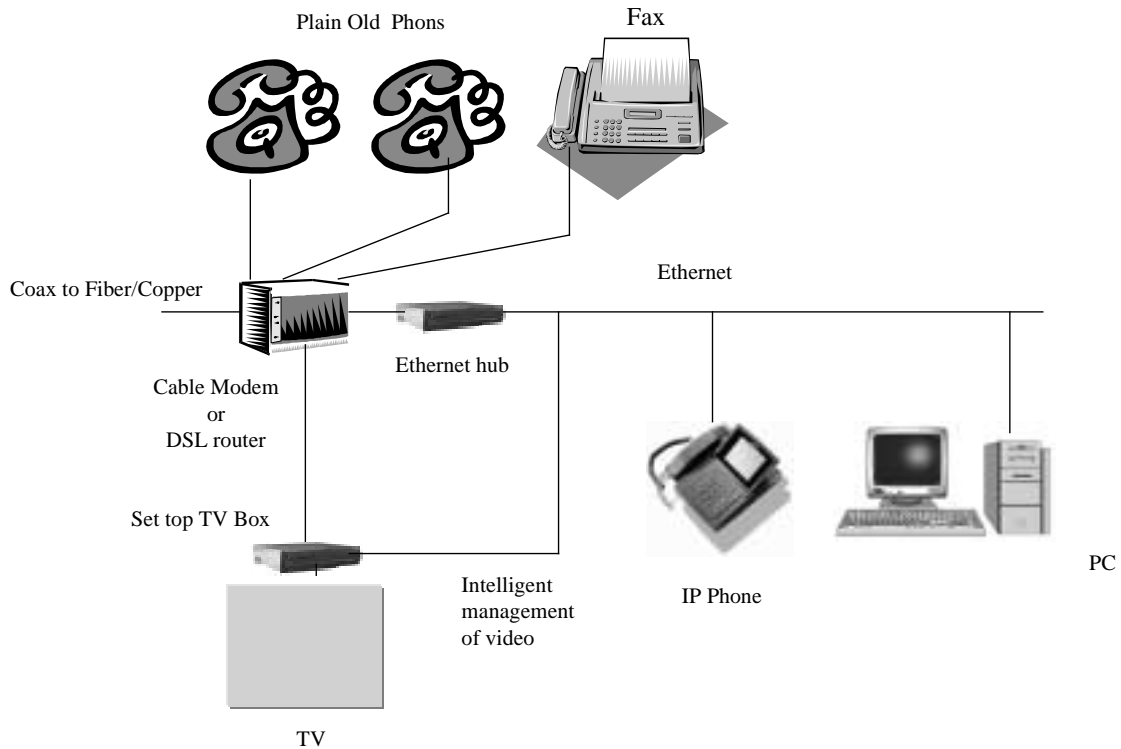 Plain Old Phons
Fax
Coax to Fiber/Copper
Ethernet
Ethernet hub
Cable Modem
or
DSL router
Set top TV Box
Intelligent
management
of video
IP Phone
PC
TV